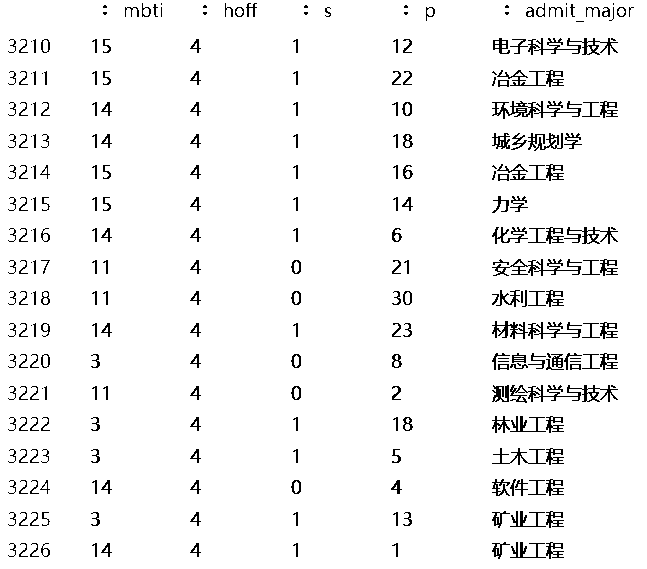 : mbti : hoff : s : p : admit_major
3210 15 4 1 12 电子科学与技术
3211 15 4 1 22 冶金工程
3212 14 4 1 10 环境科学与工程
3213 14 4 1 18 城乡规划学
3214 15 4 1 16 冶金工程
3215 15 4 1 14 力学
3216 14 4 1 6 化学工程与技术
3217 11 4 0 21 安全科学与工程
3218 11 4 0 30 水利工程
3219 14 4 1 23 材料科学与工程
3220 3 4 0 8 信息与通信工程
3221 11 4 0 2 测绘科学与技术
3222 3 4 1 18 林业工程
3223 3 4 1 5 土木工程
3224 14 4 0 4 软件工程
3225 3 4 1 13 矿业工程
3226 14 4 1 1 矿业工程